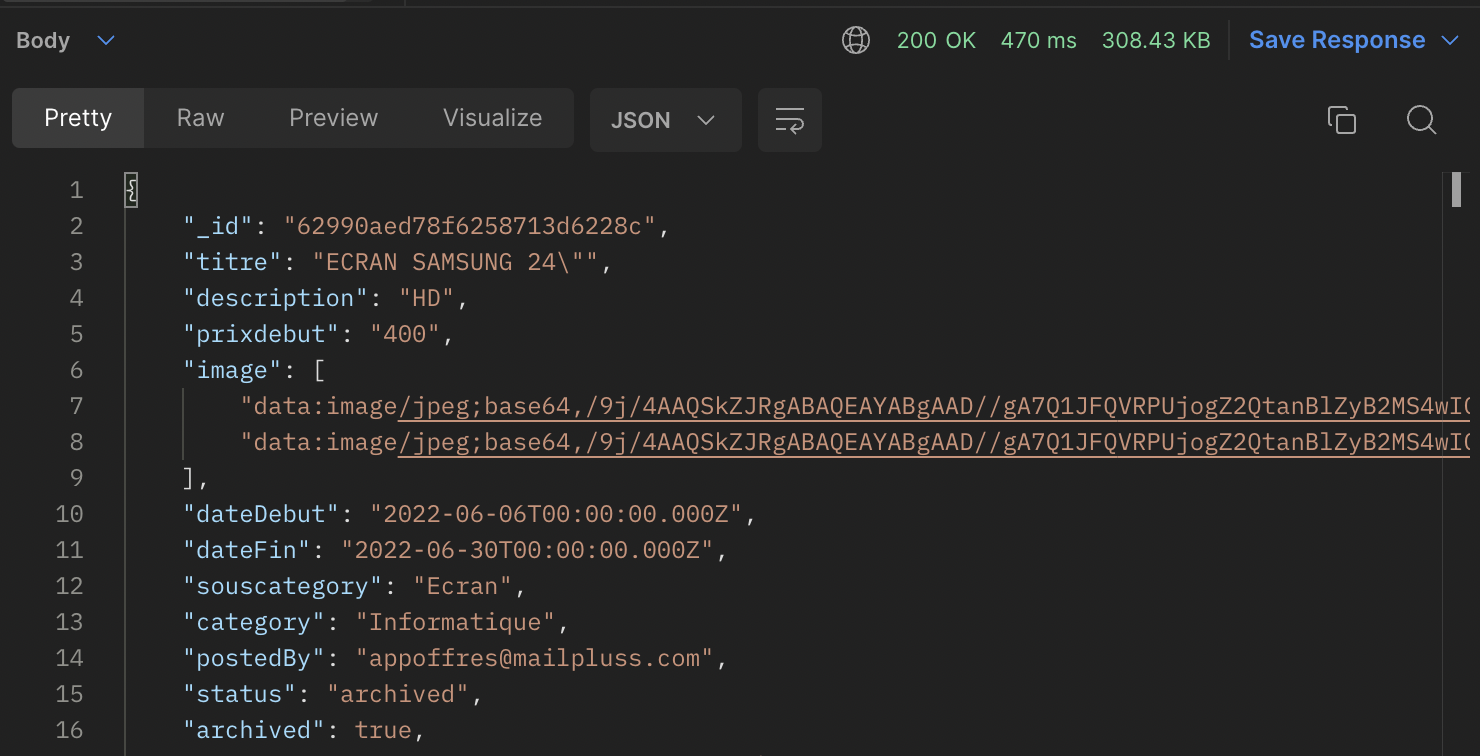 Body 200 OK 470 ms 308.43 KB Save Response
Pretty Raw Preview Visualize JSON
1 {
2 "_id": "62990aed78f6258713d6228c",
3 "titre": "ECRAN SAMSUNG 24\"",
4 "description": "HD",
5 "prixdebut": "400",
6 "image": [
7 "data:image/jpeg;base64,/9j/4AAQSkZJRgABAQEAYABgAAD//gA7Q1JFQVRPUjogZ2QtanBlZyB2MS4wIC
8 "data:image/jpeg;base64,/9j/4AAQSkZJRgABAQEAYABgAAD//gA7Q1JFQVRPUjogZ2QtanBlZyB2MS4wIC
9 ],
10 "dateDebut": "2022-06-06T00:00:00.000Z",
11 "dateFin": "2022-06-30T00:00:00.000Z",
12 "souscategory": "Ecran",
13 "category": "Informatique",
14 "postedBy": "appoffres@mailpluss.com",
15 "status": "archived",
16 "archived": true,